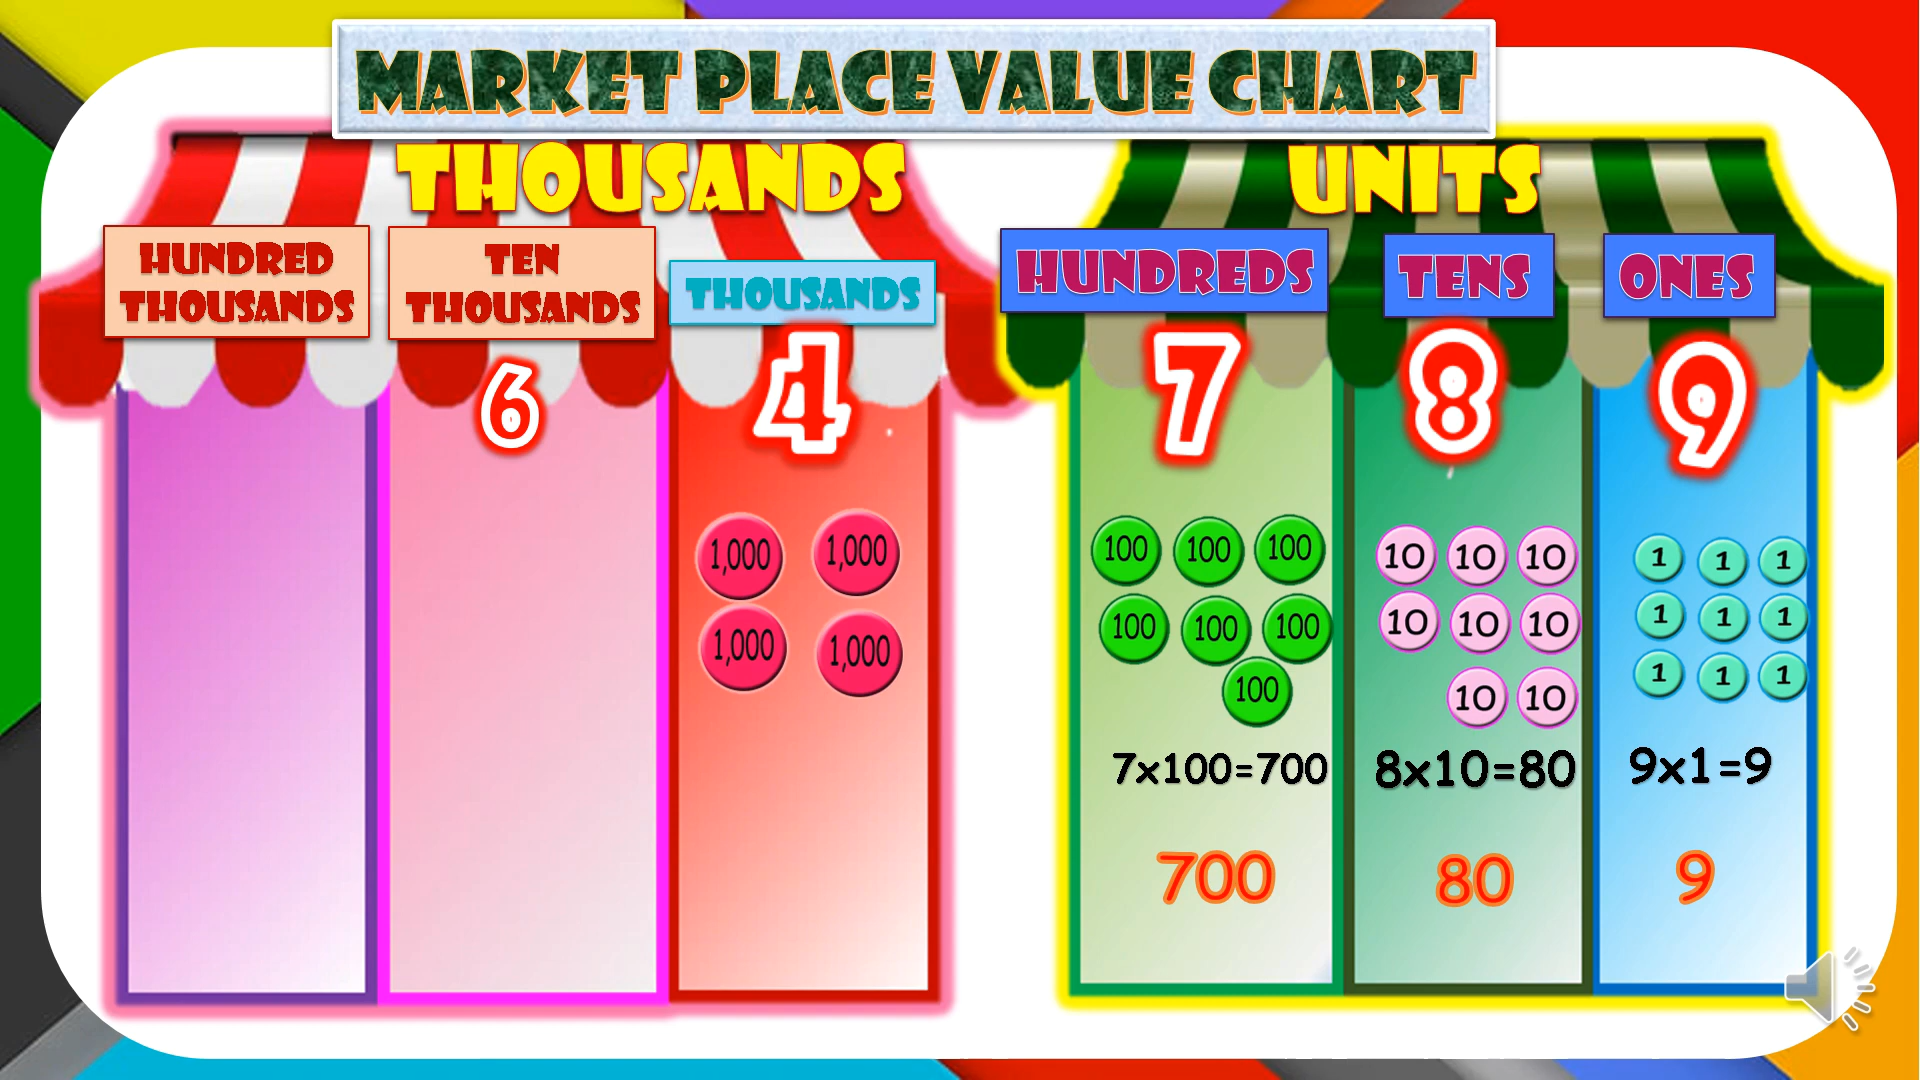 MARKET PLACE VALUE CHART
THOUSANDS
UNITS
HUNDRED
THOUSANDS
TEN
THOUSANDS
THOUSANDS
HUNDREDS
TENS
ONES
6
4
7
8
9
1,000 1,000
1,000 1,000
100 100 100
100 100 100
100
7x100=700
700
10 10 10
10 10 10
10 10
8x10=80
80
1 1 1
1 1 1
1 1 1
9x1=9
9